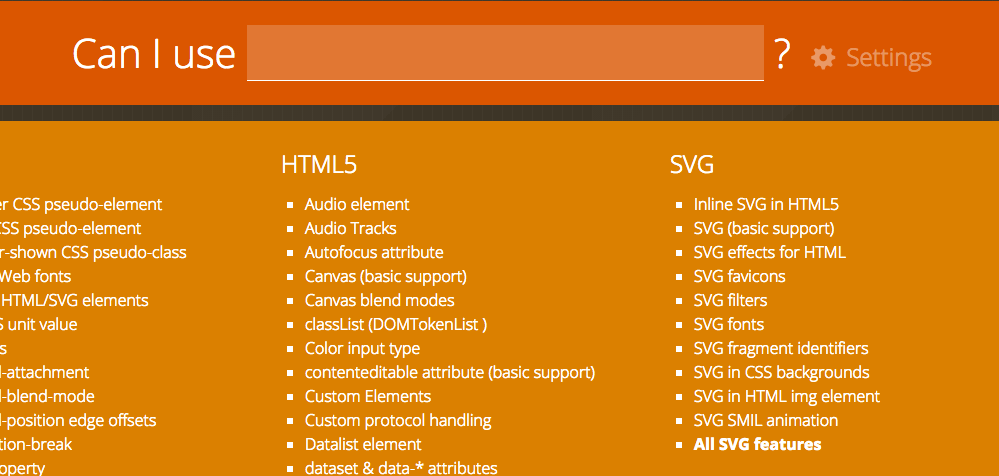 Can I use ? Settings
er CSS pseudo-element
CSS pseudo-element
r-shown CSS pseudo-class
Web fonts
HTML/SVG elements
S unit value
s
d-attachment
d-blend-mode
d-position edge offsets
tion-break
operty
HTML5
Audio element
Audio Tracks
Autofocus attribute
Canvas (basic support)
Canvas blend modes
classList (DOMTokenList )
Color input type
contenteditable attribute (basic support)
Custom Elements
Custom protocol handling
Datalist element
dataset & data-* attributes
SVG
Inline SVG in HTML5
SVG (basic support)
SVG effects for HTML
SVG favicons
SVG filters
SVG fonts
SVG fragment identifiers
SVG in CSS backgrounds
SVG in HTML img element
SVG SMIL animation
All SVG features